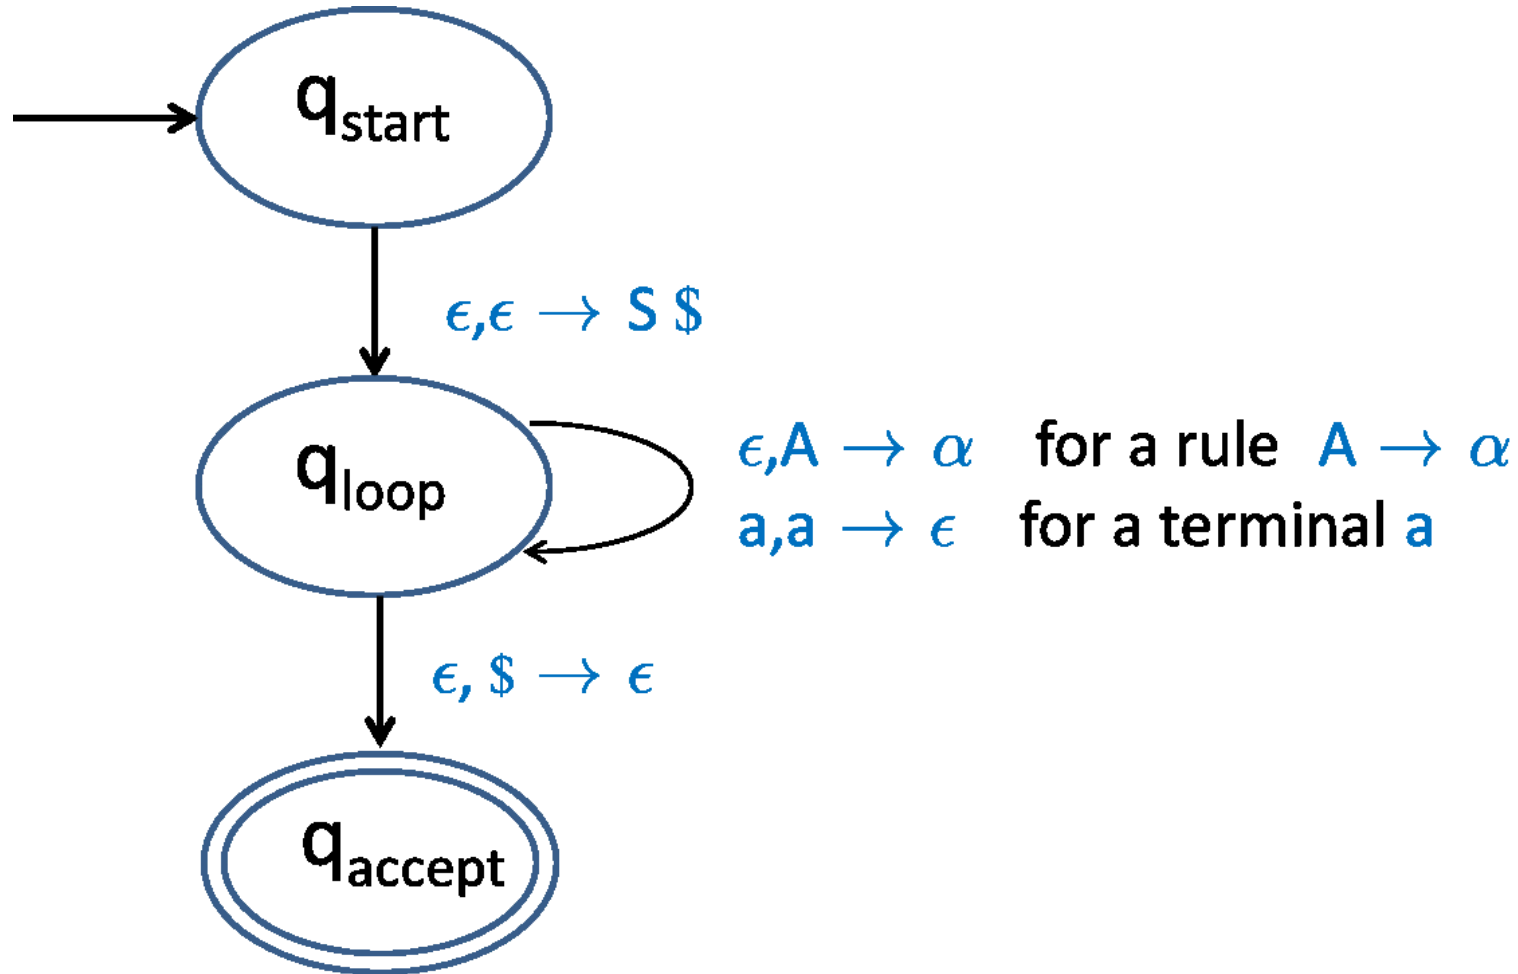 q_start
ϵ,ϵ → S $
q_loop
ϵ,A → α for a rule A → α
a,a → ϵ for a terminal a
ϵ, $ → ϵ
q_accept